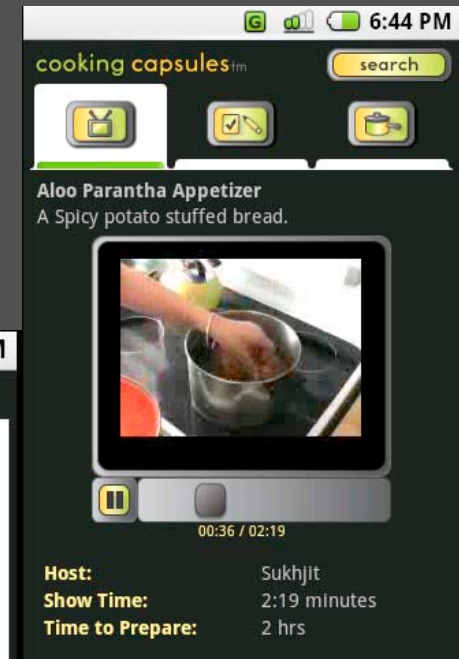 G 6:44 PM
cooking capsules tm
search
Aloo Parantha Appetizer
A Spicy potato stuffed bread.
00:36 / 02:19
Host: Sukhjit
Show Time: 2:19 minutes
Time to Prepare: 2 hrs
M